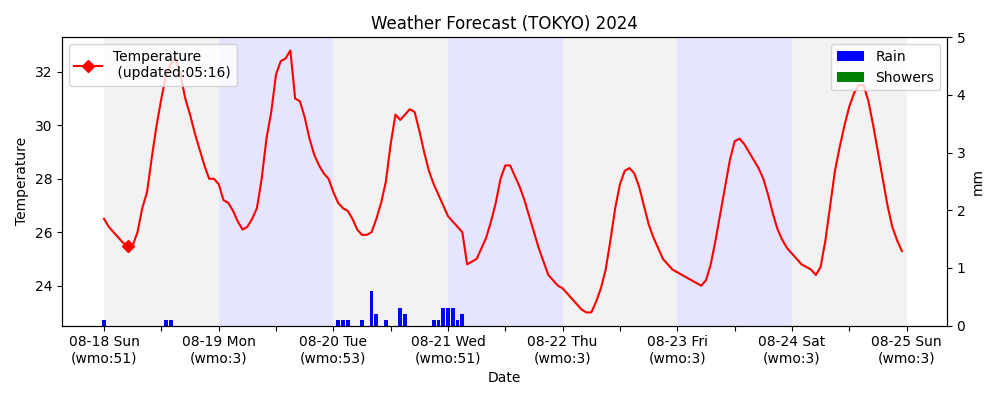 Weather Forecast (TOKYO) 2024
Temperature
(updated:05:16)
Rain
Showers
32
30
28
26
24
Temperature
5
4
3
2
1
0
mm
08-18 Sun
(wmo:51)
08-19 Mon
(wmo:3)
08-20 Tue
(wmo:53)
08-21 Wed
(wmo:51)
08-22 Thu
(wmo:3)
08-23 Fri
(wmo:3)
08-24 Sat
(wmo:3)
08-25 Sun
(wmo:3)
Date